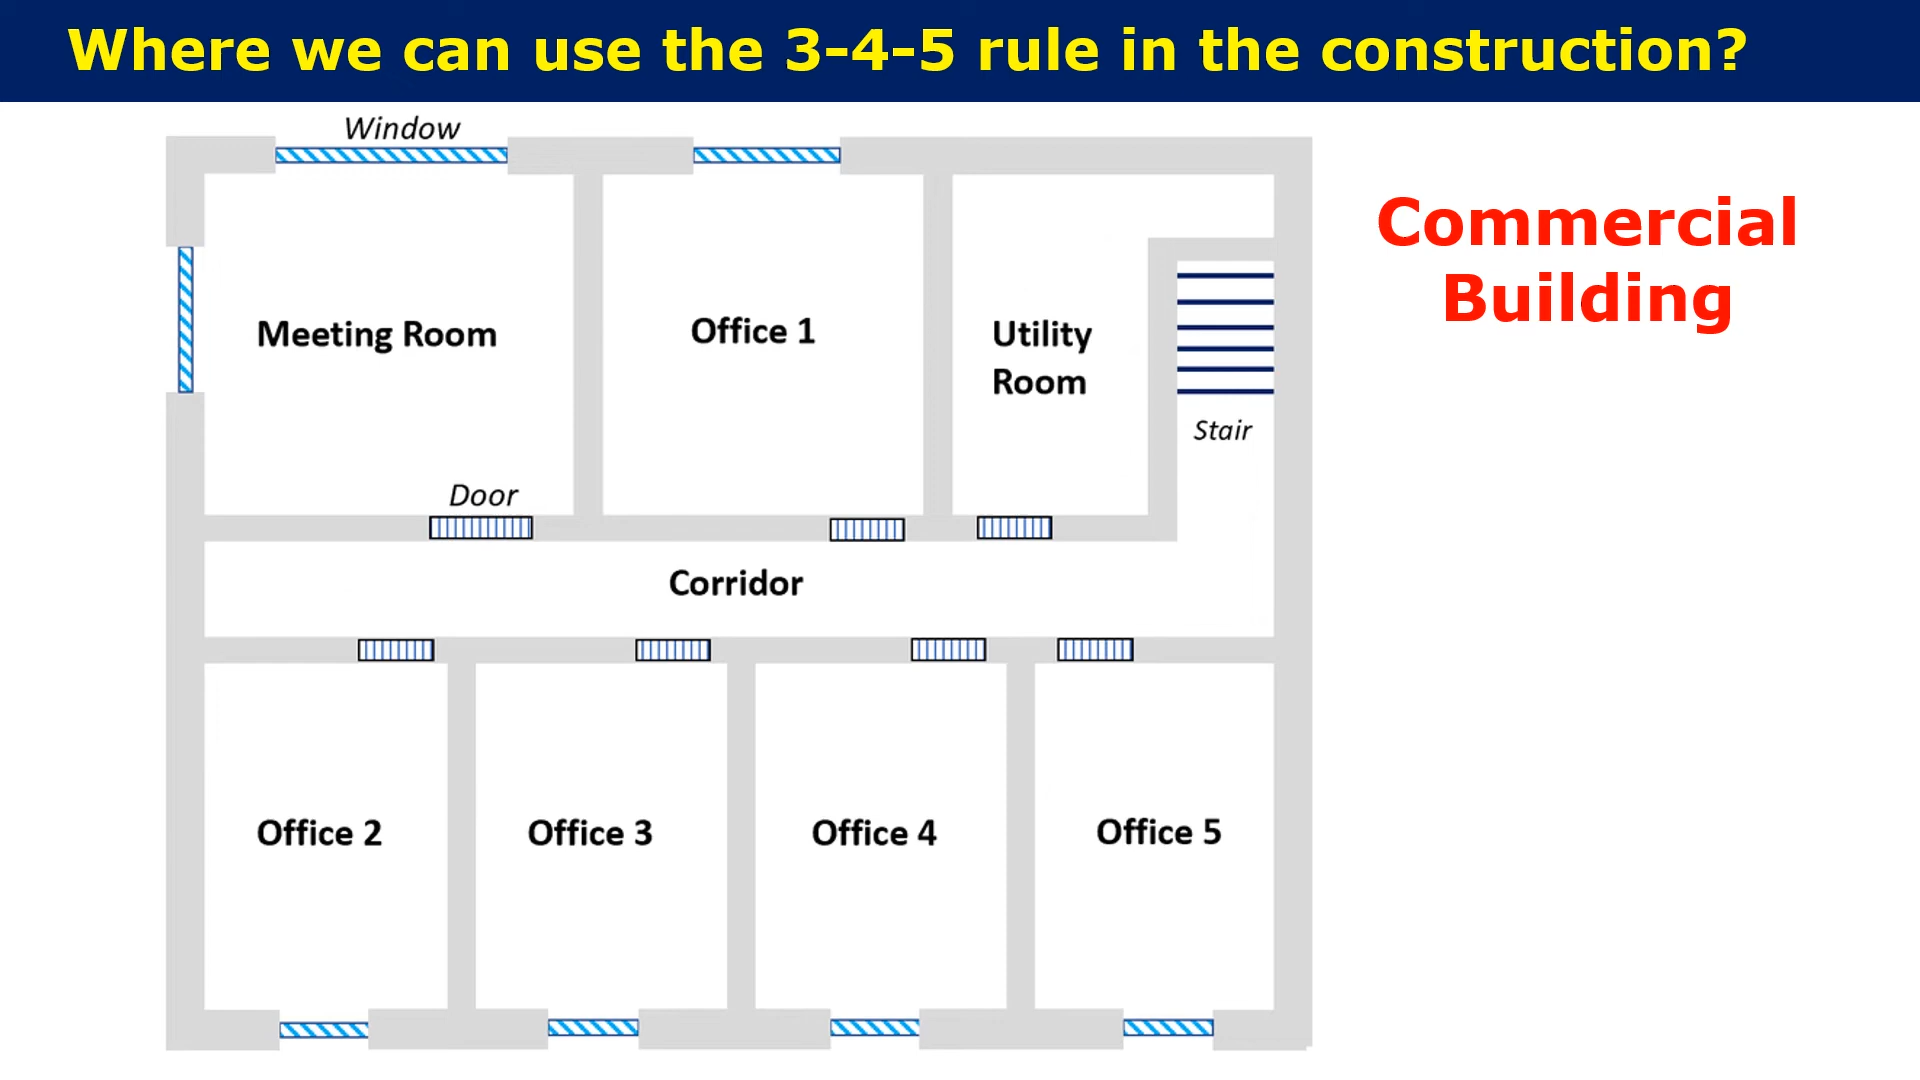 Where we can use the 3-4-5 rule in the construction?
Window
Commercial
Building
Meeting Room
Office 1
Utility
Room
Stair
Door
Corridor
Office 2
Office 3
Office 4
Office 5